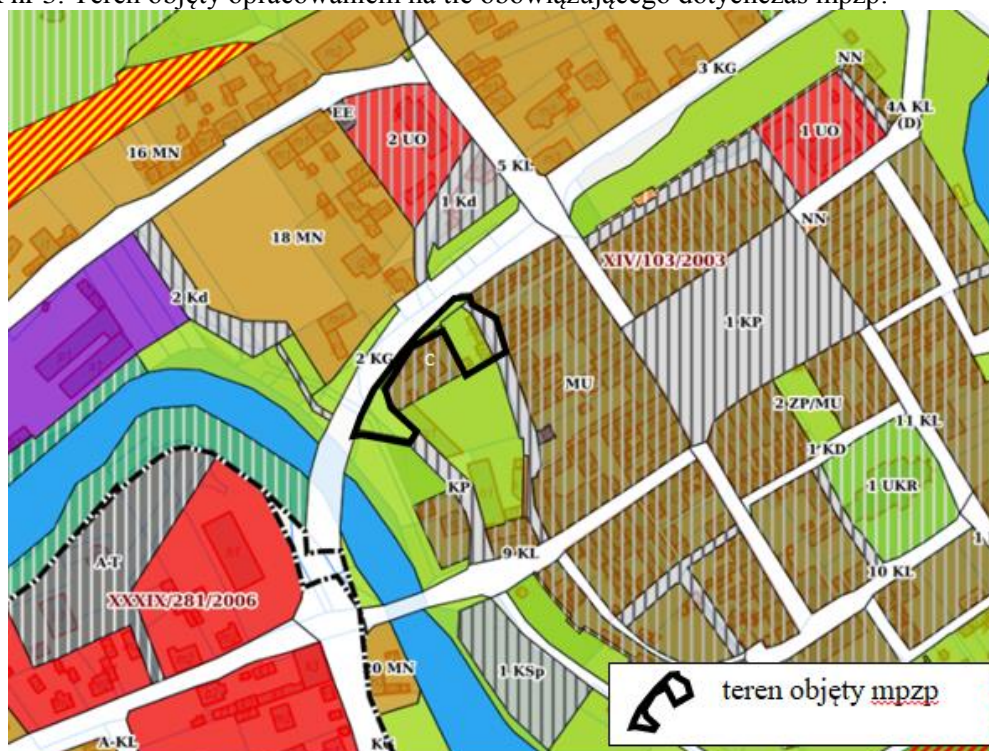 nr 3. Teren objęty opracowaniem na tle obowiązującego dotychczas mpzp.
3 KG
NN
4A KL
(D)
EE
2 UO
1 UO
16 MN
5 KL
1 Kd
18 MN
NN
XIV/103/2003
2 Kd
1 KP
2 KG
C
MU
2 ZP/MU
11 KL
1 KD
1 UKR
KP
A-T
9 KL
10 KL
XXXIX/281/2006
0 MN
1 KSp
teren objęty mpzp
A-KL